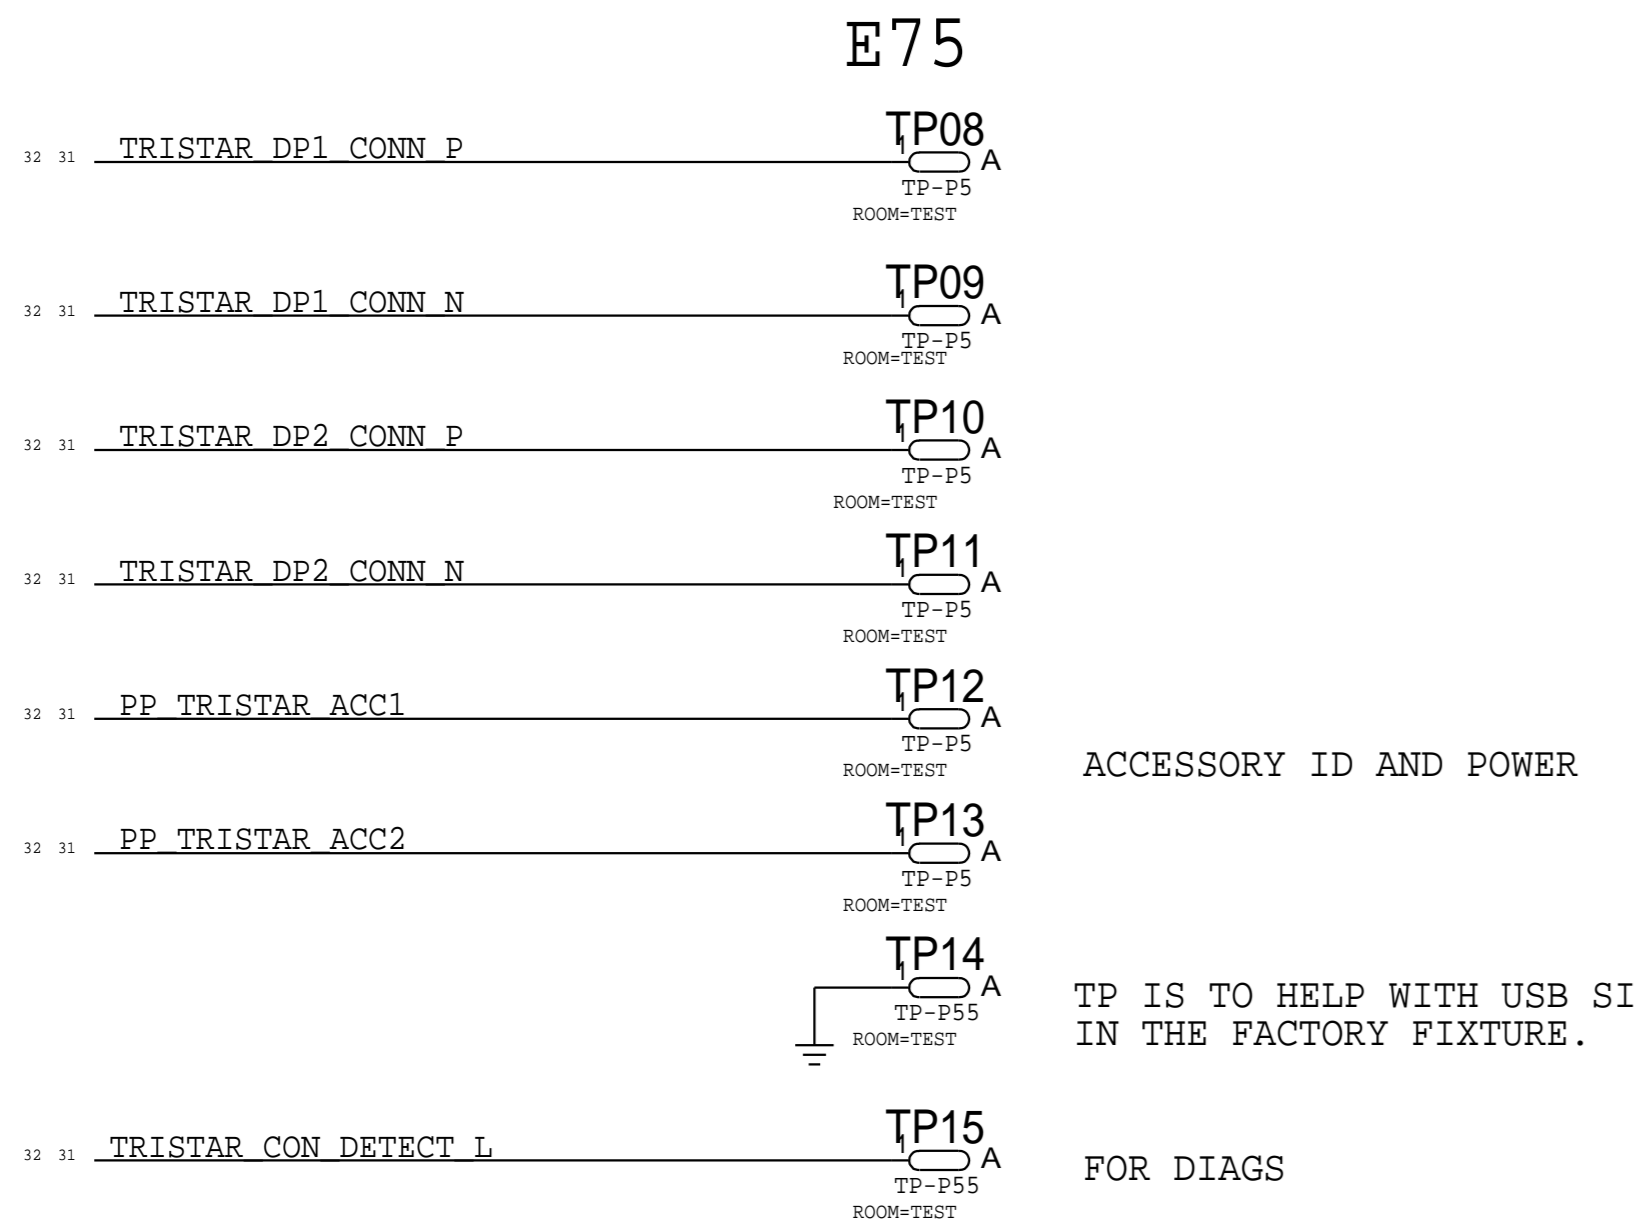 E75
TP08
1
32 31 TRISTAR_DP1_CONN_P A
TP-P5
ROOM=TEST
TP09
1
32 31 TRISTAR_DP1_CONN_N A
TP-P5
ROOM=TEST
TP10
1
32 31 TRISTAR_DP2_CONN_P A
TP-P5
ROOM=TEST
TP11
1
32 31 TRISTAR_DP2_CONN_N A
TP-P5
ROOM=TEST
TP12
1
32 31 PP_TRISTAR_ACC1 A
TP-P5
ROOM=TEST
ACCESSORY ID AND POWER
TP13
1
32 31 PP_TRISTAR_ACC2 A
TP-P5
ROOM=TEST
TP14
1
A
TP-P55
ROOM=TEST
TP IS TO HELP WITH USB SI
IN THE FACTORY FIXTURE.
TP15
1
32 31 TRISTAR_CON_DETECT_L A
TP-P55
ROOM=TEST
FOR DIAGS